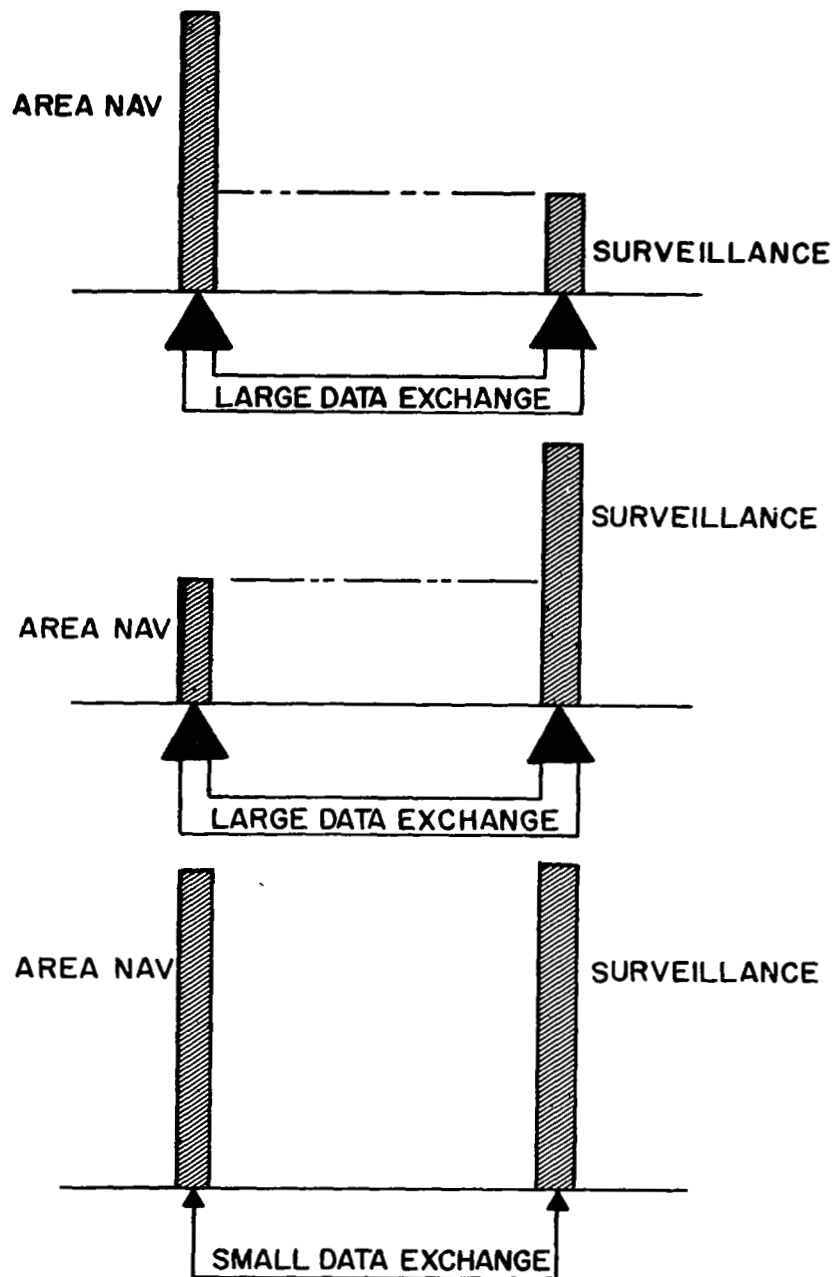 AREA NAV
SURVEILLANCE
LARGE DATA EXCHANGE
SURVEILLANCE
AREA NAV
LARGE DATA EXCHANGE
AREA NAV
SURVEILLANCE
SMALL DATA EXCHANGE